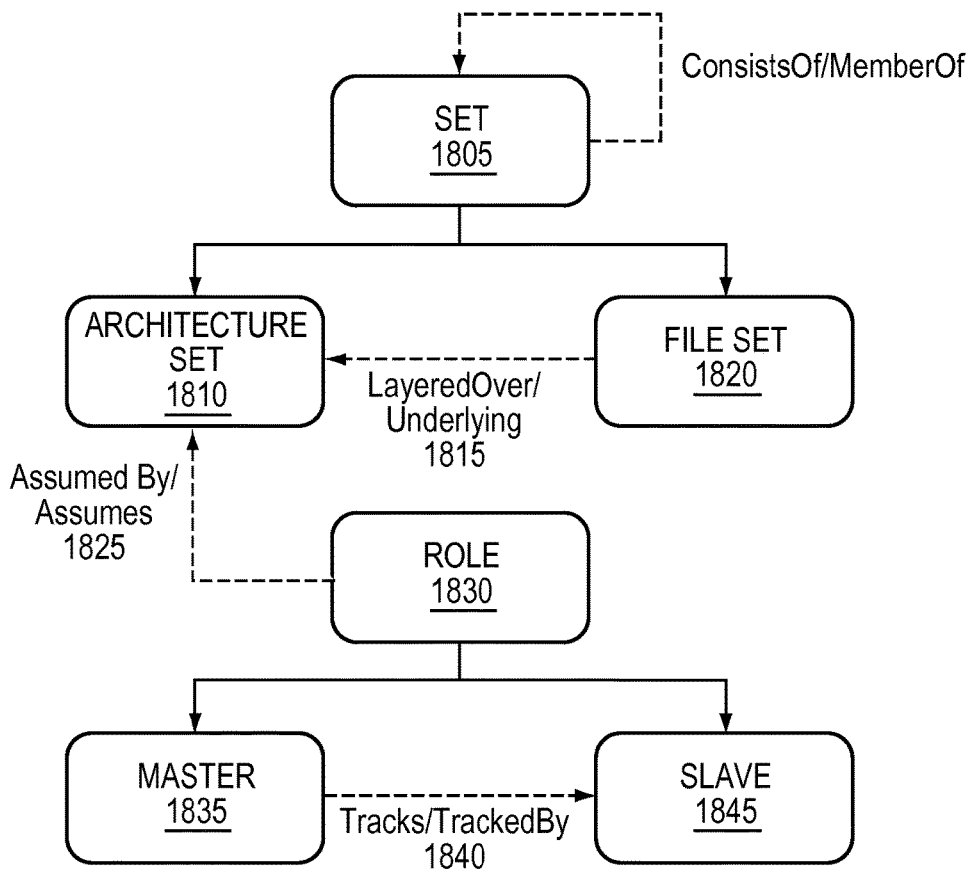 ConsistsOf/MemberOf
SET
1805
ARCHITECTURE
SET
1810
LayeredOver/
Underlying
1815
FILE SET
1820
Assumed By/
Assumes
1825
ROLE
1830
MASTER
1835
Tracks/TrackedBy
1840
SLAVE
1845